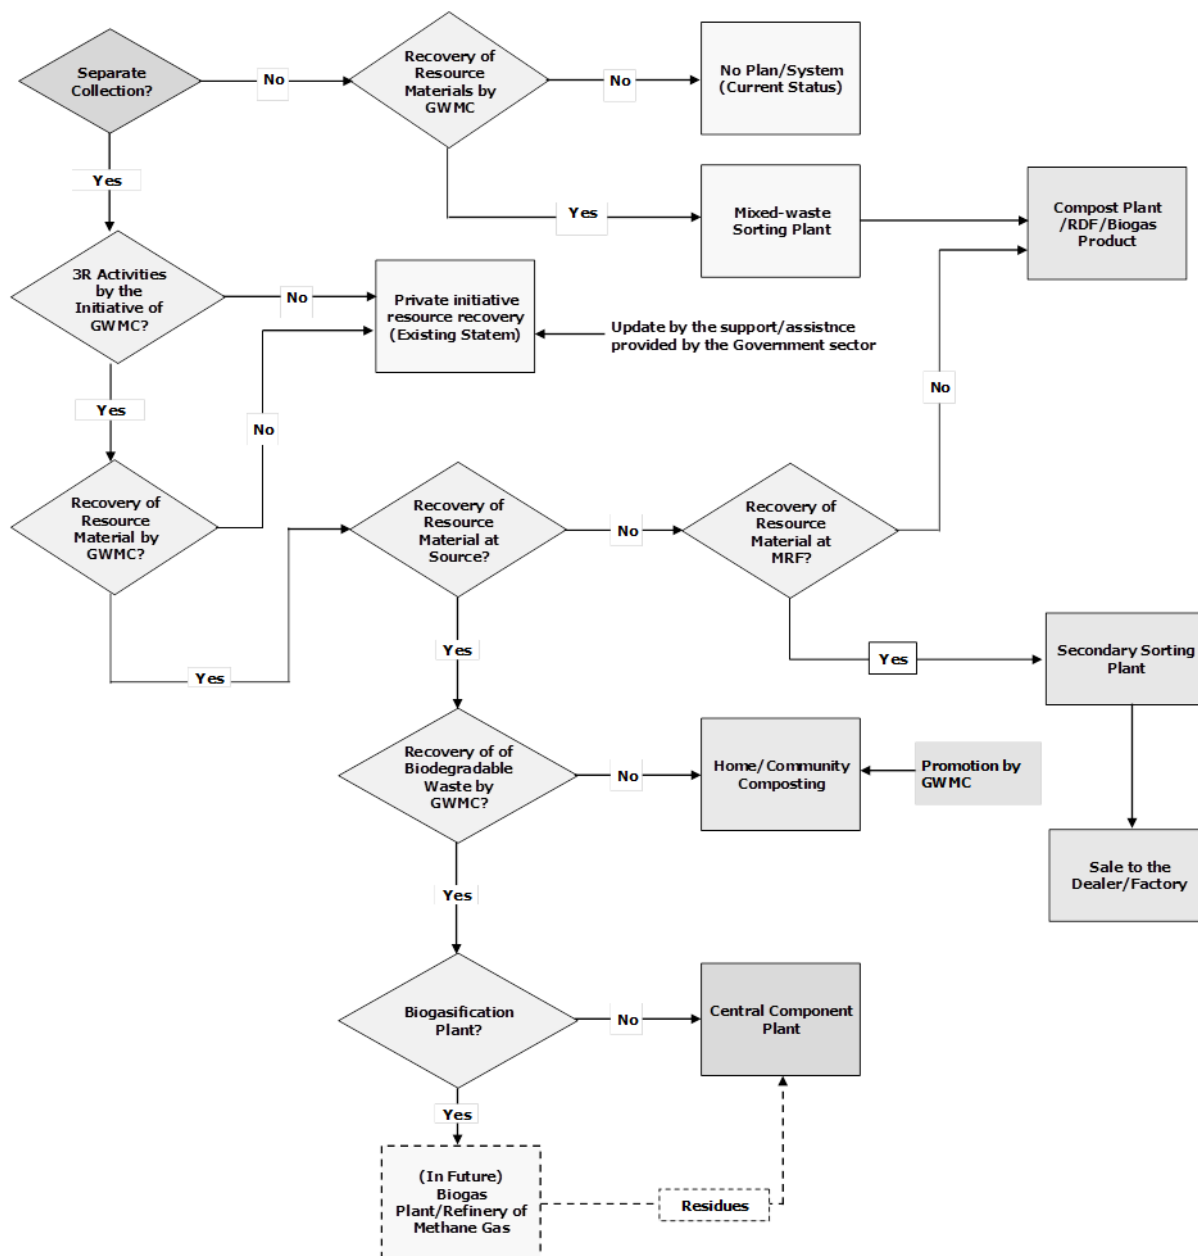 Separate
Collection?
No
Recovery of
Resource
Materials by
GWMC
No
No Plan/System
(Current Status)
Yes
Yes
Mixed-waste
Sorting Plant
Compost Plant
/RDF/Biogas
Product
3R Activities
by the
Initiative of
GWMC?
No
Private initiative
resource recovery
(Existing Statem)
Update by the support/assistnce
provided by the Government sector
No
Yes
No
Recovery of
Resource
Material by
GWMC?
Recovery of
Resource
Material at
Source?
No
Recovery of
Resource
Material at
MRF?
Yes
Yes
Yes
Secondary Sorting
Plant
Recovery of of
Biodegradable
Waste by
GWMC?
No
Home/Community
Composting
Promotion by
GWMC
Sale to the
Dealer/Factory
Yes
Biogasification
Plant?
No
Central Component
Plant
Yes
(In Future)
Biogas
Plant/Refinery of
Methane Gas
Residues